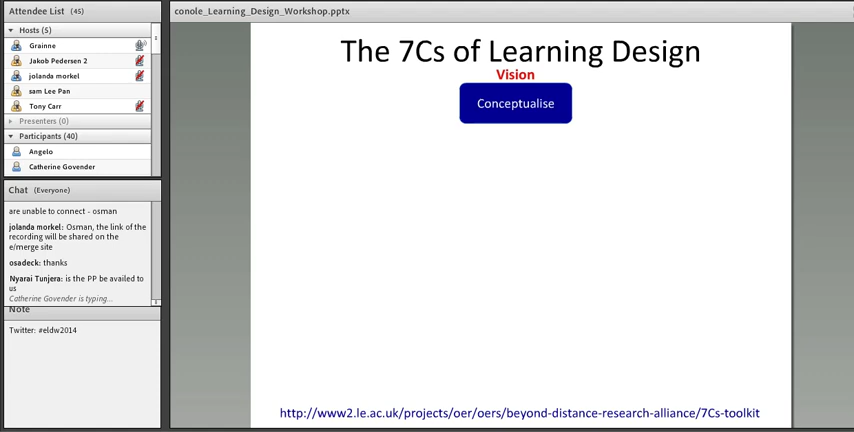 Attendee List (45)
Hosts (5)
Grainne
Jakob Pedersen 2
jolanda morkel
sam Lee Pan
Tony Carr
Presenters (0)
Participants (40)
Angelo
Catherine Govender
Chat (Everyone)
are unable to connect - osman
jolanda morkel: Osman, the link of the
recording will be shared on the
e/merge site
osadeck: thanks
Nyarai Tunjera: is the PP be availed to
us
Catherine Govender is typing...
Note
Twitter: #eldw2014
conole_Learning_Design_Workshop.pptx
The 7Cs of Learning Design
Vision
Conceptualise
http://www2.le.ac.uk/projects/oer/oers/beyond-distance-research-alliance/7Cs-toolkit